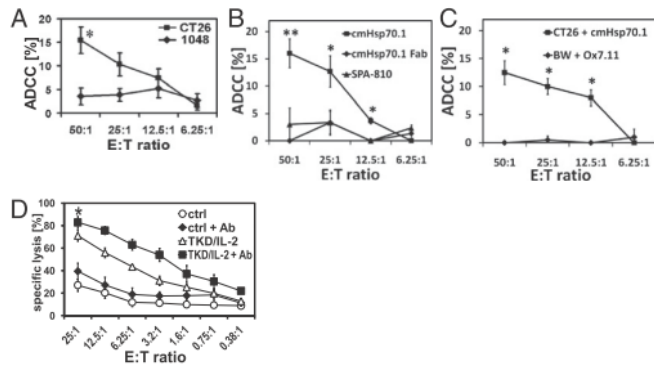 A
ADCC [%]
25
20
15
10
5
0
*
CT26
1048
50:1 25:1 12.5:1 6.25:1
E:T ratio
B
ADCC [%]
20
15
10
5
0
** * *
cmHsp70.1
cmHsp70.1 Fab
SPA-810
50:1 25:1 12.5:1 6.25:1
E:T ratio
C
ADCC [%]
20
15
10
5
0
* * *
CT26 + cmHsp70.1
BW + Ox7.11
50:1 25:1 12.5:1 6.25:1
E:T ratio
D
specific lysis [%]
100
80
60
40
20
0
*
ctrl
ctrl + Ab
TKD/IL-2
TKD/IL-2 + Ab
25:1 12.5:1 6.25:1 3.2:1 1.6:1 0.75:1 0.38:1
E:T ratio